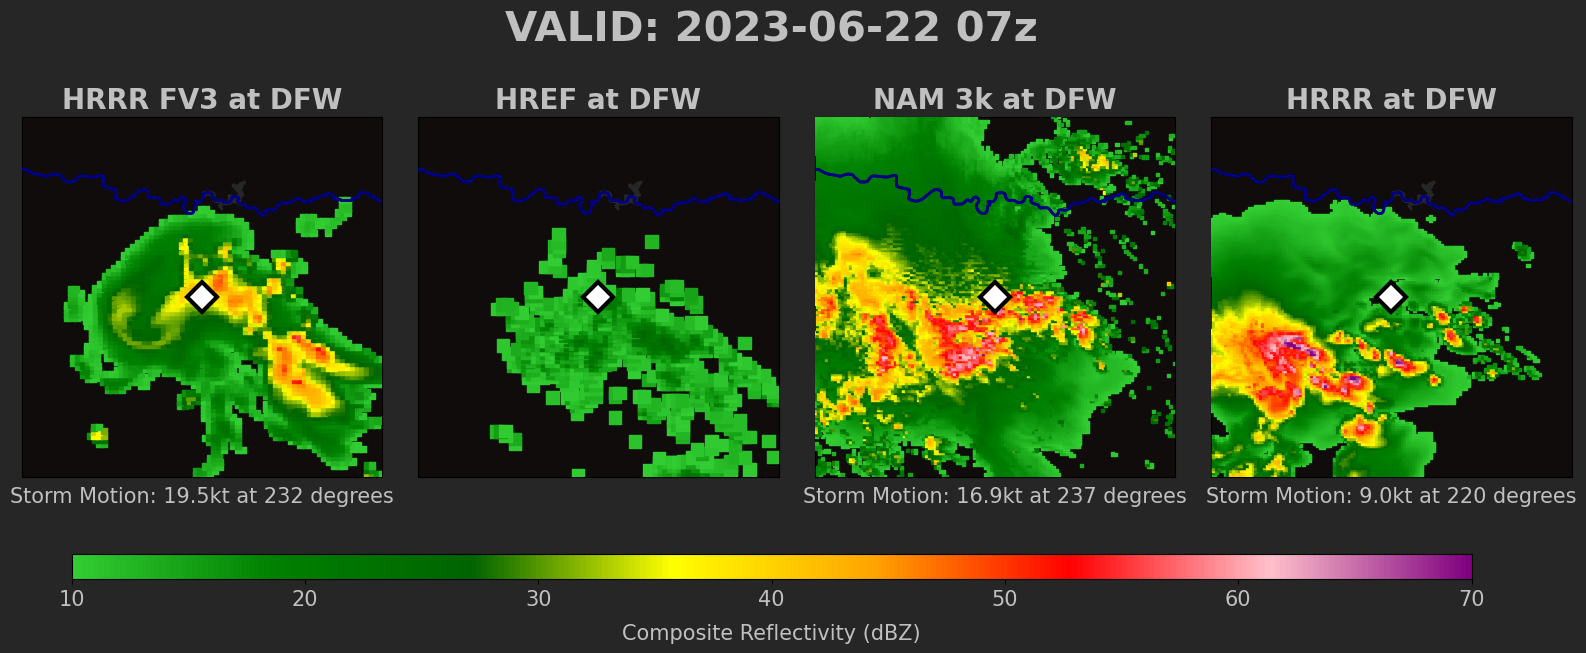 VALID: 2023-06-22 07z
HRRR FV3 at DFW
HREF at DFW
NAM 3k at DFW
HRRR at DFW
Storm Motion: 19.5kt at 232 degrees
Storm Motion: 16.9kt at 237 degrees
Storm Motion: 9.0kt at 220 degrees
10 20 30 40 50 60 70
Composite Reflectivity (dBZ)